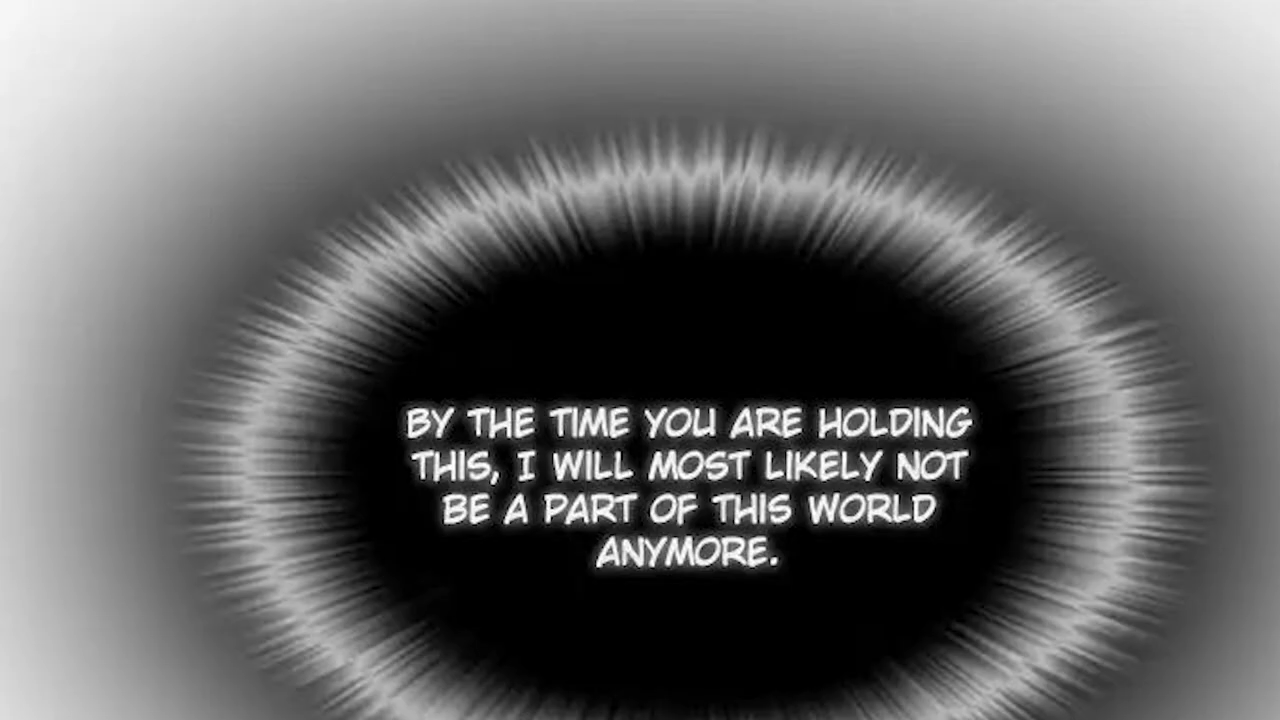 BY THE TIME YOU ARE HOLDING
THIS, I WILL MOST LIKELY NOT
BE A PART OF THIS WORLD
ANYMORE.